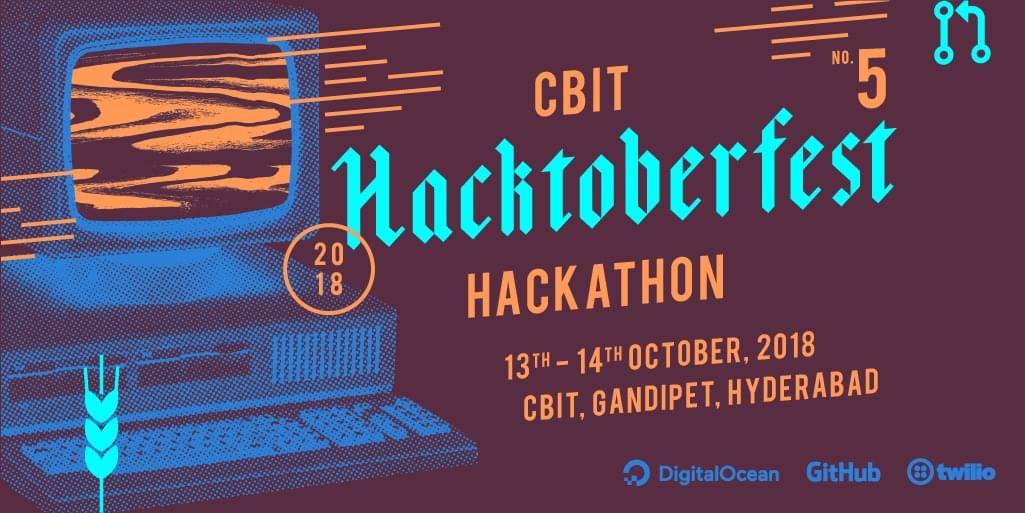 NO. 5
CBIT
Hacktoberfest
20
18
HACKATHON
13TH – 14TH OCTOBER, 2018
CBIT, GANDIPET, HYDERABAD
DigitalOcean GitHub twilio